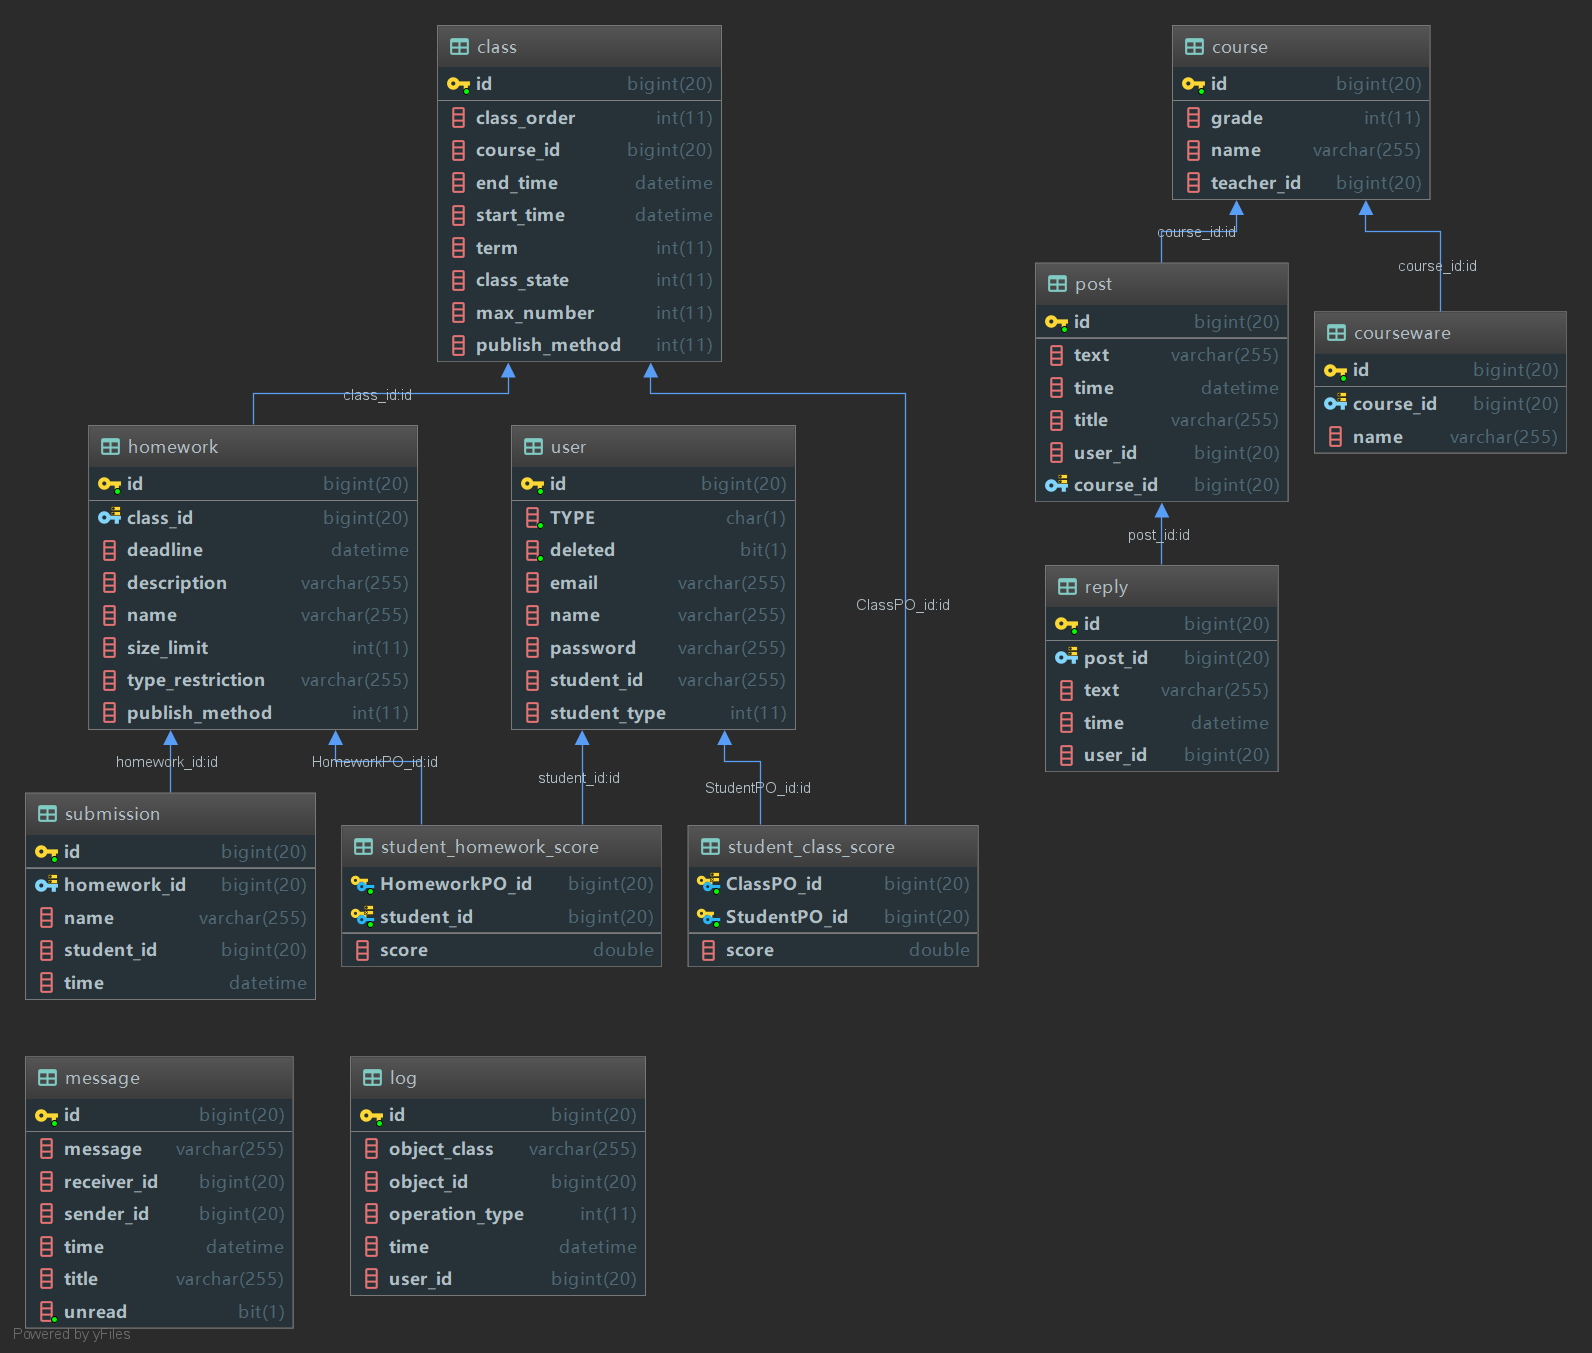 class
id bigint(20)
class_order int(11)
course_id bigint(20)
end_time datetime
start_time datetime
term int(11)
class_state int(11)
max_number int(11)
publish_method int(11)
course
id bigint(20)
grade int(11)
name varchar(255)
teacher_id bigint(20)
course_id:id
course_id:id
post
id bigint(20)
text varchar(255)
time datetime
title varchar(255)
user_id bigint(20)
course_id bigint(20)
courseware
id bigint(20)
course_id bigint(20)
name varchar(255)
class_id:id
homework
id bigint(20)
class_id bigint(20)
deadline datetime
description varchar(255)
name varchar(255)
size_limit int(11)
type_restriction varchar(255)
publish_method int(11)
user
id bigint(20)
TYPE char(1)
deleted bit(1)
email varchar(255)
name varchar(255)
password varchar(255)
student_id varchar(255)
student_type int(11)
ClassPO_id:id
post_id:id
reply
id bigint(20)
post_id bigint(20)
text varchar(255)
time datetime
user_id bigint(20)
homework_id:id
HomeworkPO_id:id
student_id:id
StudentPO_id:id
submission
id bigint(20)
homework_id bigint(20)
name varchar(255)
student_id bigint(20)
time datetime
student_homework_score
HomeworkPO_id bigint(20)
student_id bigint(20)
score double
student_class_score
ClassPO_id bigint(20)
StudentPO_id bigint(20)
score double
message
id bigint(20)
message varchar(255)
receiver_id bigint(20)
sender_id bigint(20)
time datetime
title varchar(255)
unread bit(1)
log
id bigint(20)
object_class varchar(255)
object_id bigint(20)
operation_type int(11)
time datetime
user_id bigint(20)
Powered by yFiles